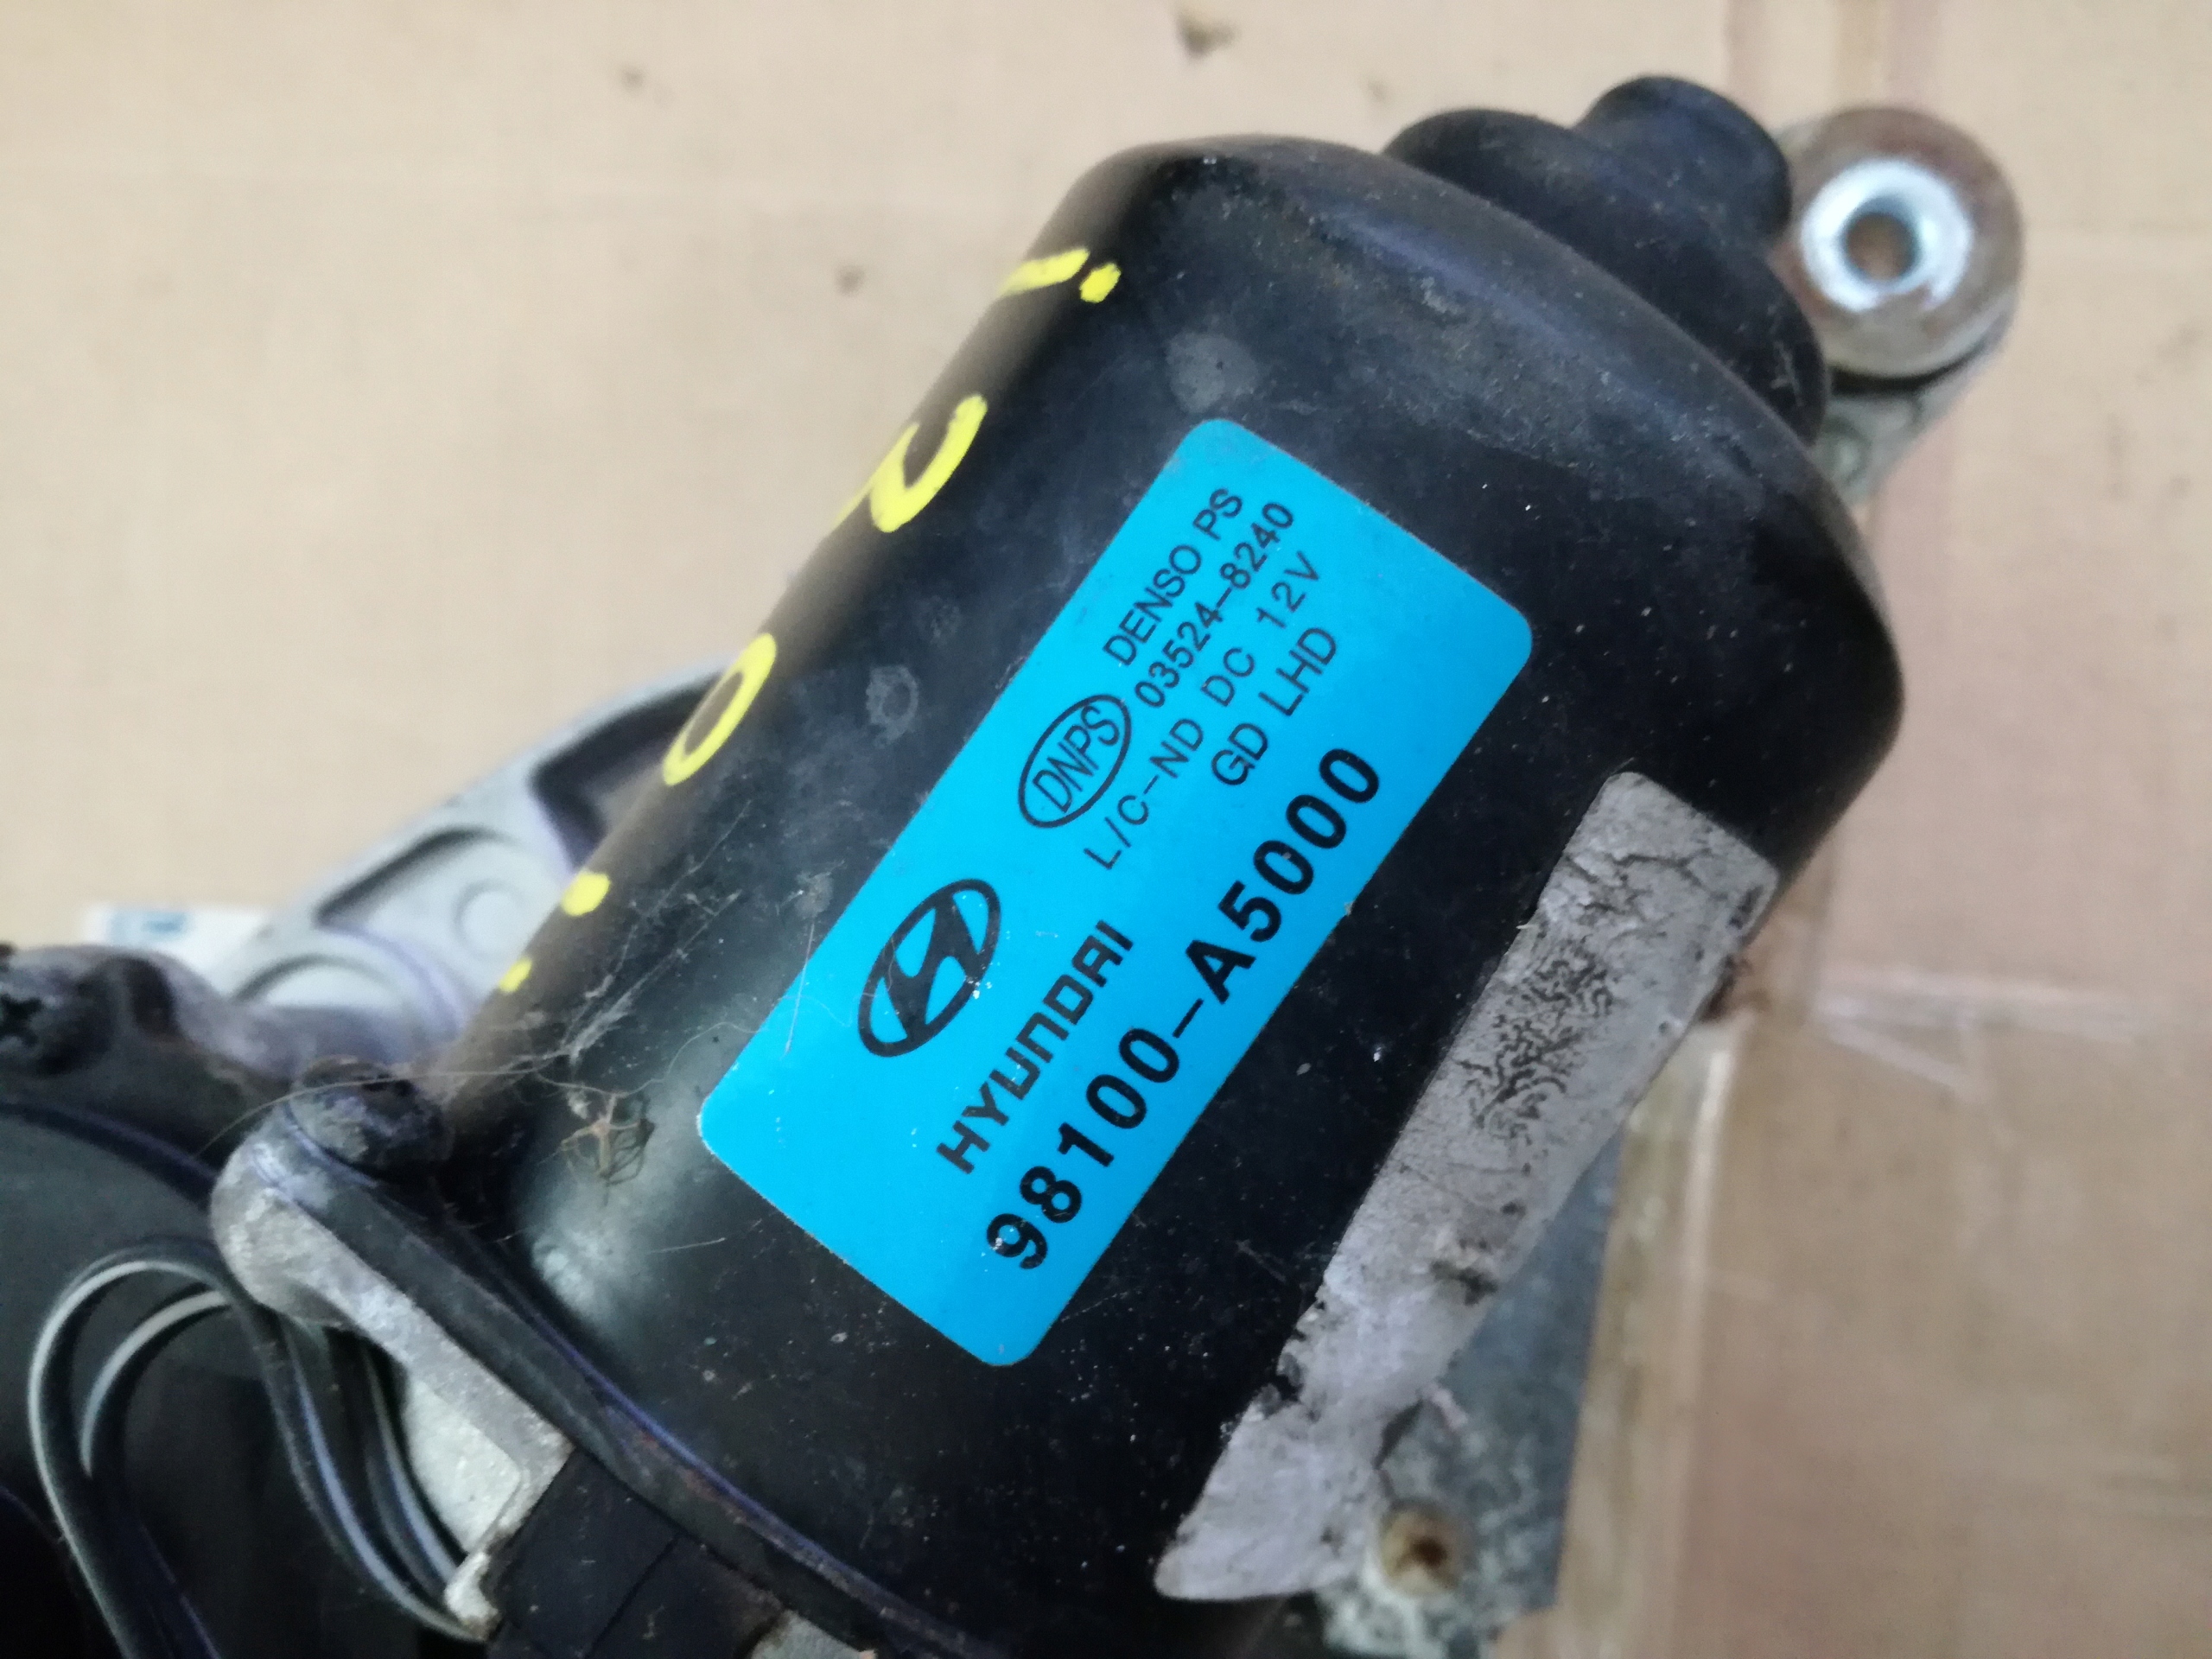 DENSO PS
DNPS 03524-8240
L/C-ND DC 12V
GD LHD
HYUNDAI
98100-A5000